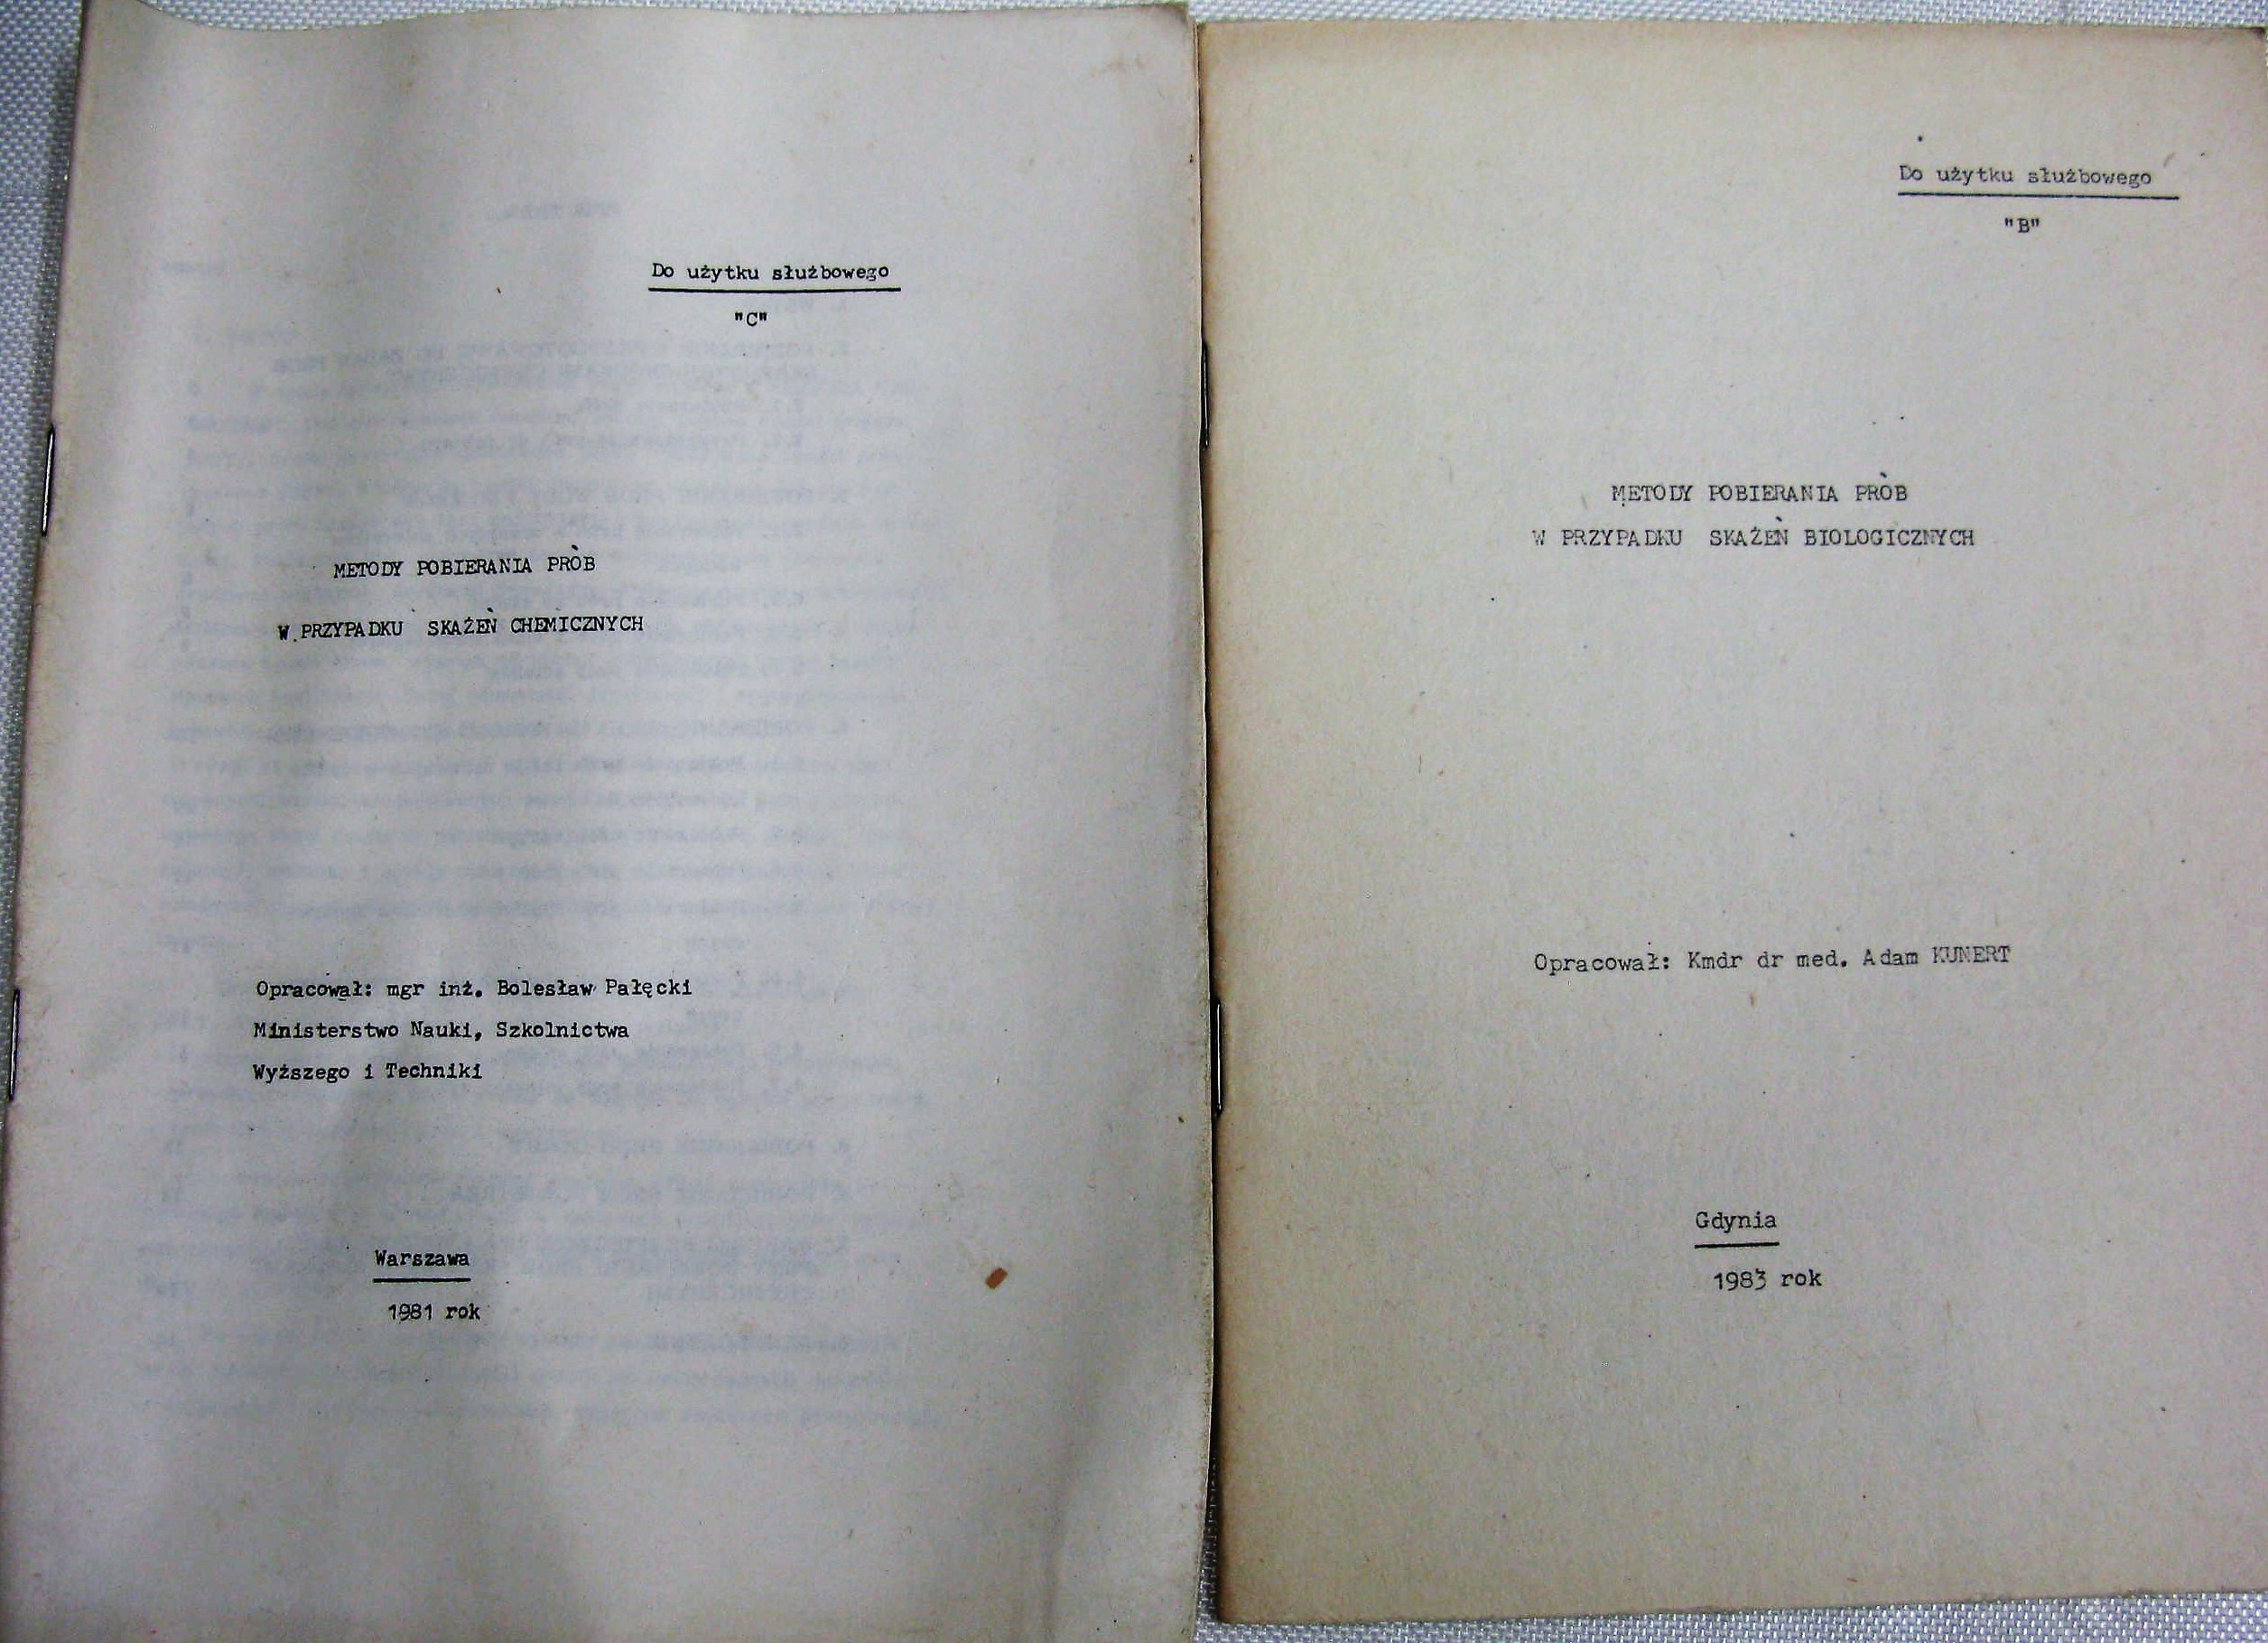 Do użytku służbowego
"C"
METODY POBIERANIA PRÓB
W PRZYPADKU SKAŻEŃ CHEMICZNYCH
Opracował: mgr inż. Bolesław Pałęcki
Ministerstwo Nauki, Szkolnictwa
Wyższego i Techniki
Warszawa
1981 rok
Do użytku służbowego
"B"
METODY POBIERANIA PRÓB
W PRZYPADKU SKAŻEŃ BIOLOGICZNYCH
Opracował: Kmdr dr med. Adam KUNERT
Gdynia
1983 rok